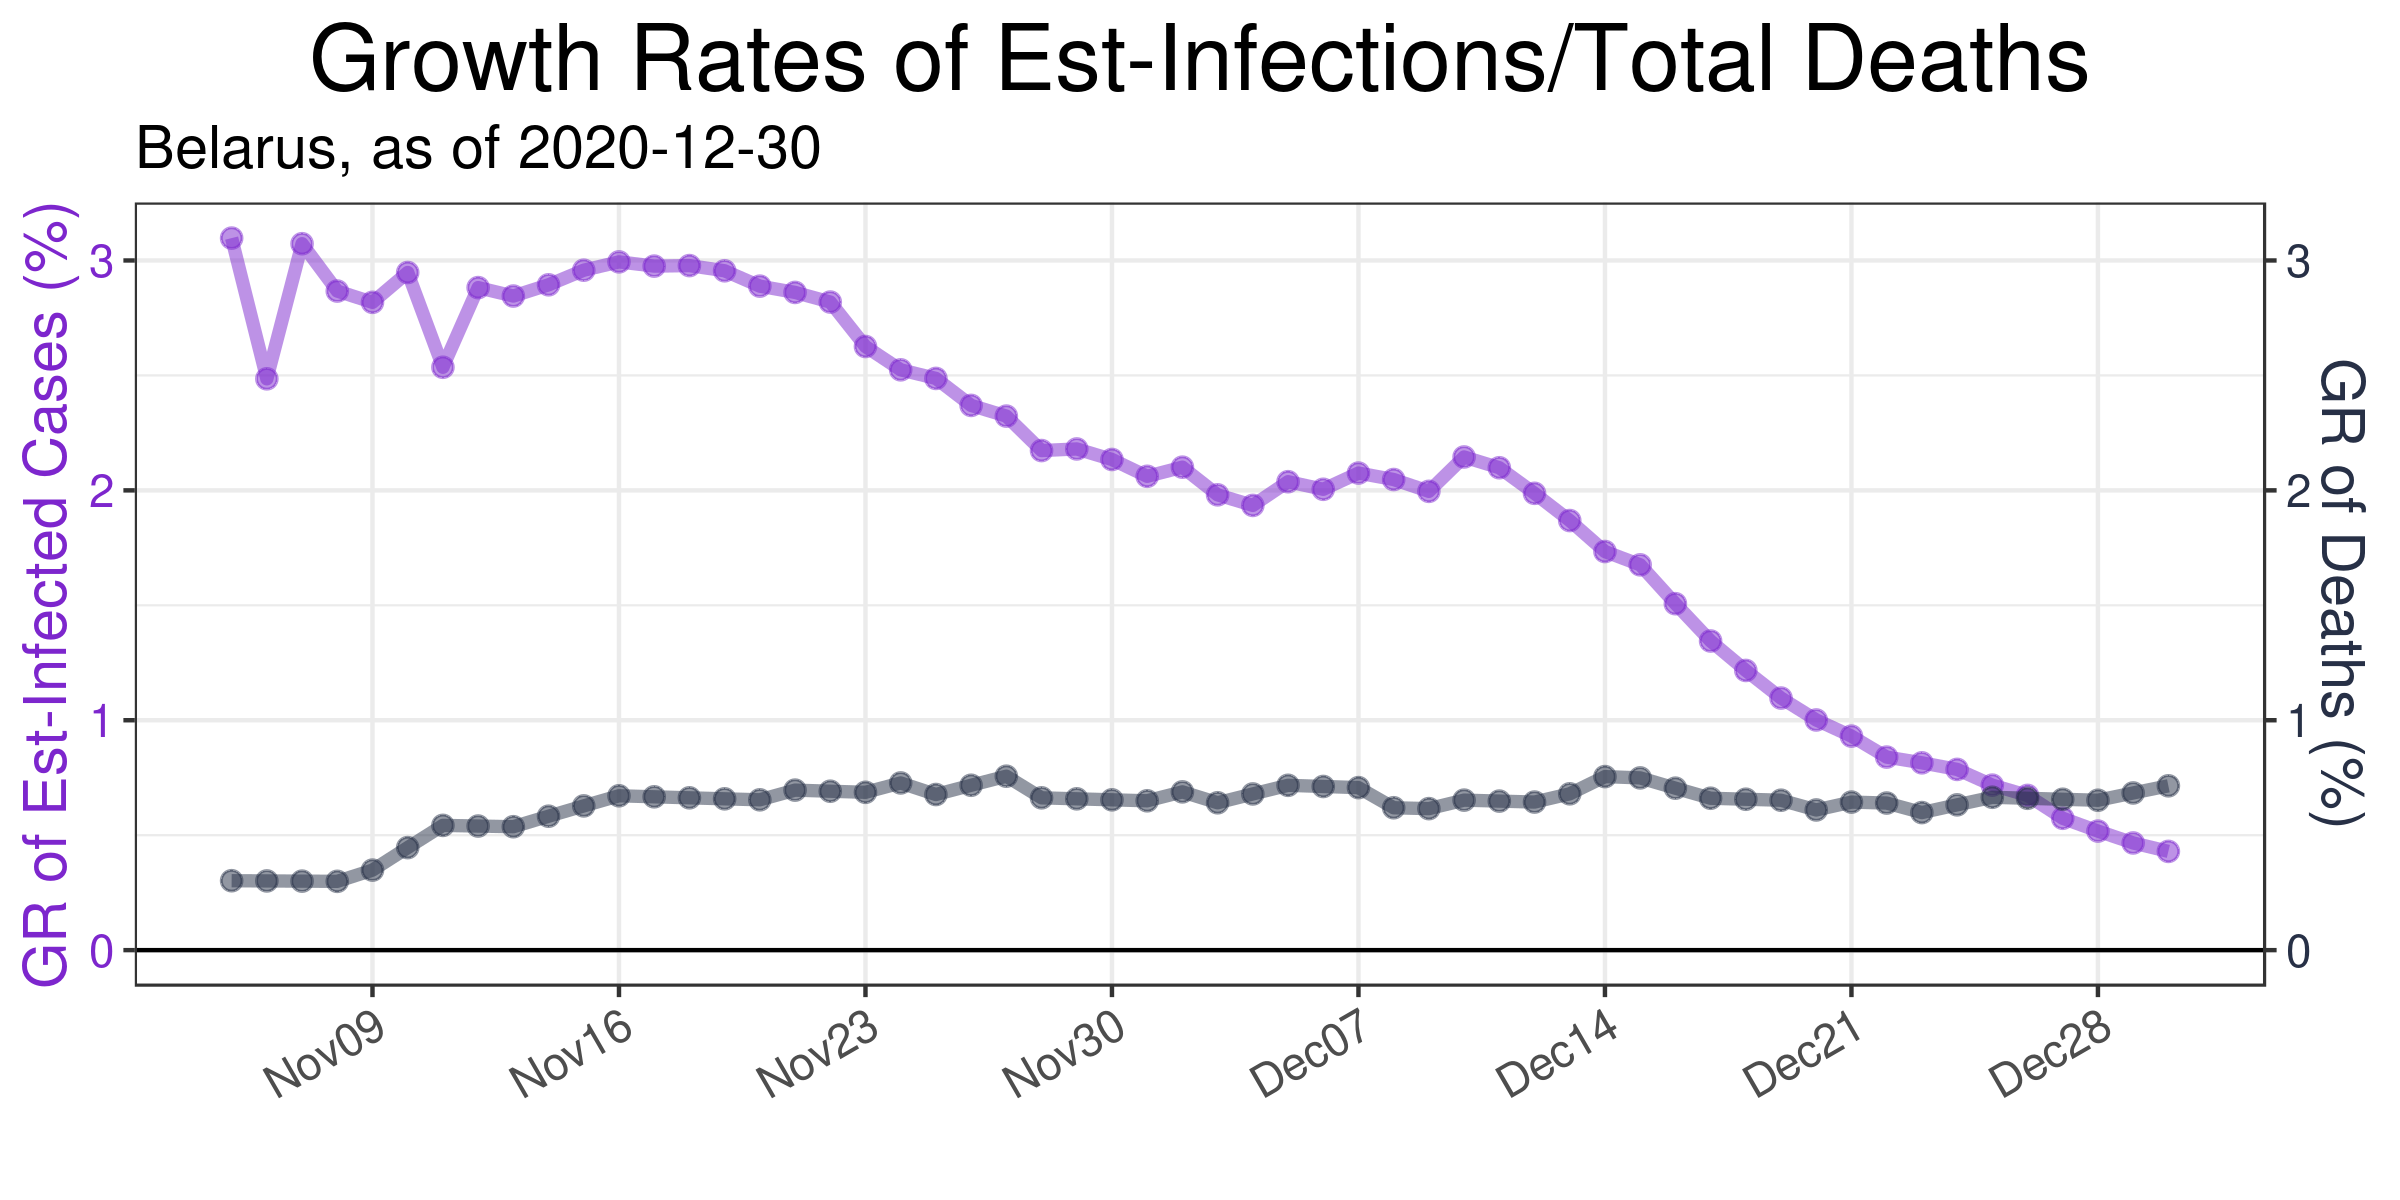 Growth Rates of Est-Infections/Total Deaths
Belarus, as of 2020-12-30
GR of Est-Infected Cases (%)
3
2
1
0
3
2
1
0
GR of Deaths (%)
Nov09
Nov16
Nov23
Nov30
Dec07
Dec14
Dec21
Dec28